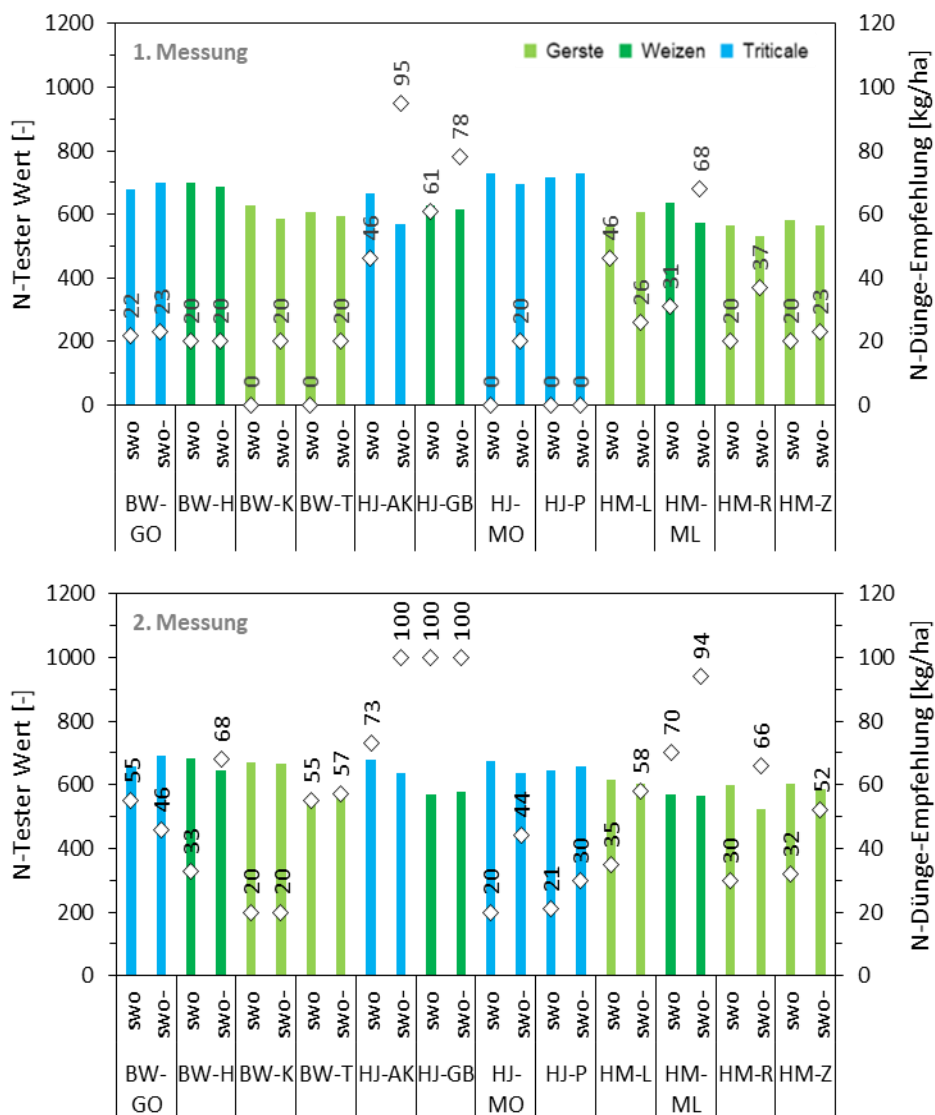 1200
1000
800
600
400
200
0
N-Tester Wert [-]
1. Messung
Gerste Weizen Triticale
120
100
80
60
40
20
0
N-Dünge-Empfehlung [kg/ha]
22 23 20 20 0 20 0 20 46 95 61 78 0 20 0 0 46 26 31 68 20 37 20 23
swo swo- swo swo- swo swo- swo swo- swo swo- swo swo- swo swo- swo swo- swo swo- swo swo- swo swo- swo swo-
BW-GO BW-H BW-K BW-T HJ-AK HJ-GB HJ-MO HJ-P HM-L HM-ML HM-R HM-Z
1200
1000
800
600
400
200
0
N-Tester Wert [-]
2. Messung
120
100
80
60
40
20
0
N-Dünge-Empfehlung [kg/ha]
55 46 33 68 20 20 55 57 73 100 100 100 20 44 21 30 35 58 70 94 30 66 32 52
swo swo- swo swo- swo swo- swo swo- swo swo- swo swo- swo swo- swo swo- swo swo- swo swo- swo swo- swo swo-
BW-GO BW-H BW-K BW-T HJ-AK HJ-GB HJ-MO HJ-P HM-L HM-ML HM-R HM-Z